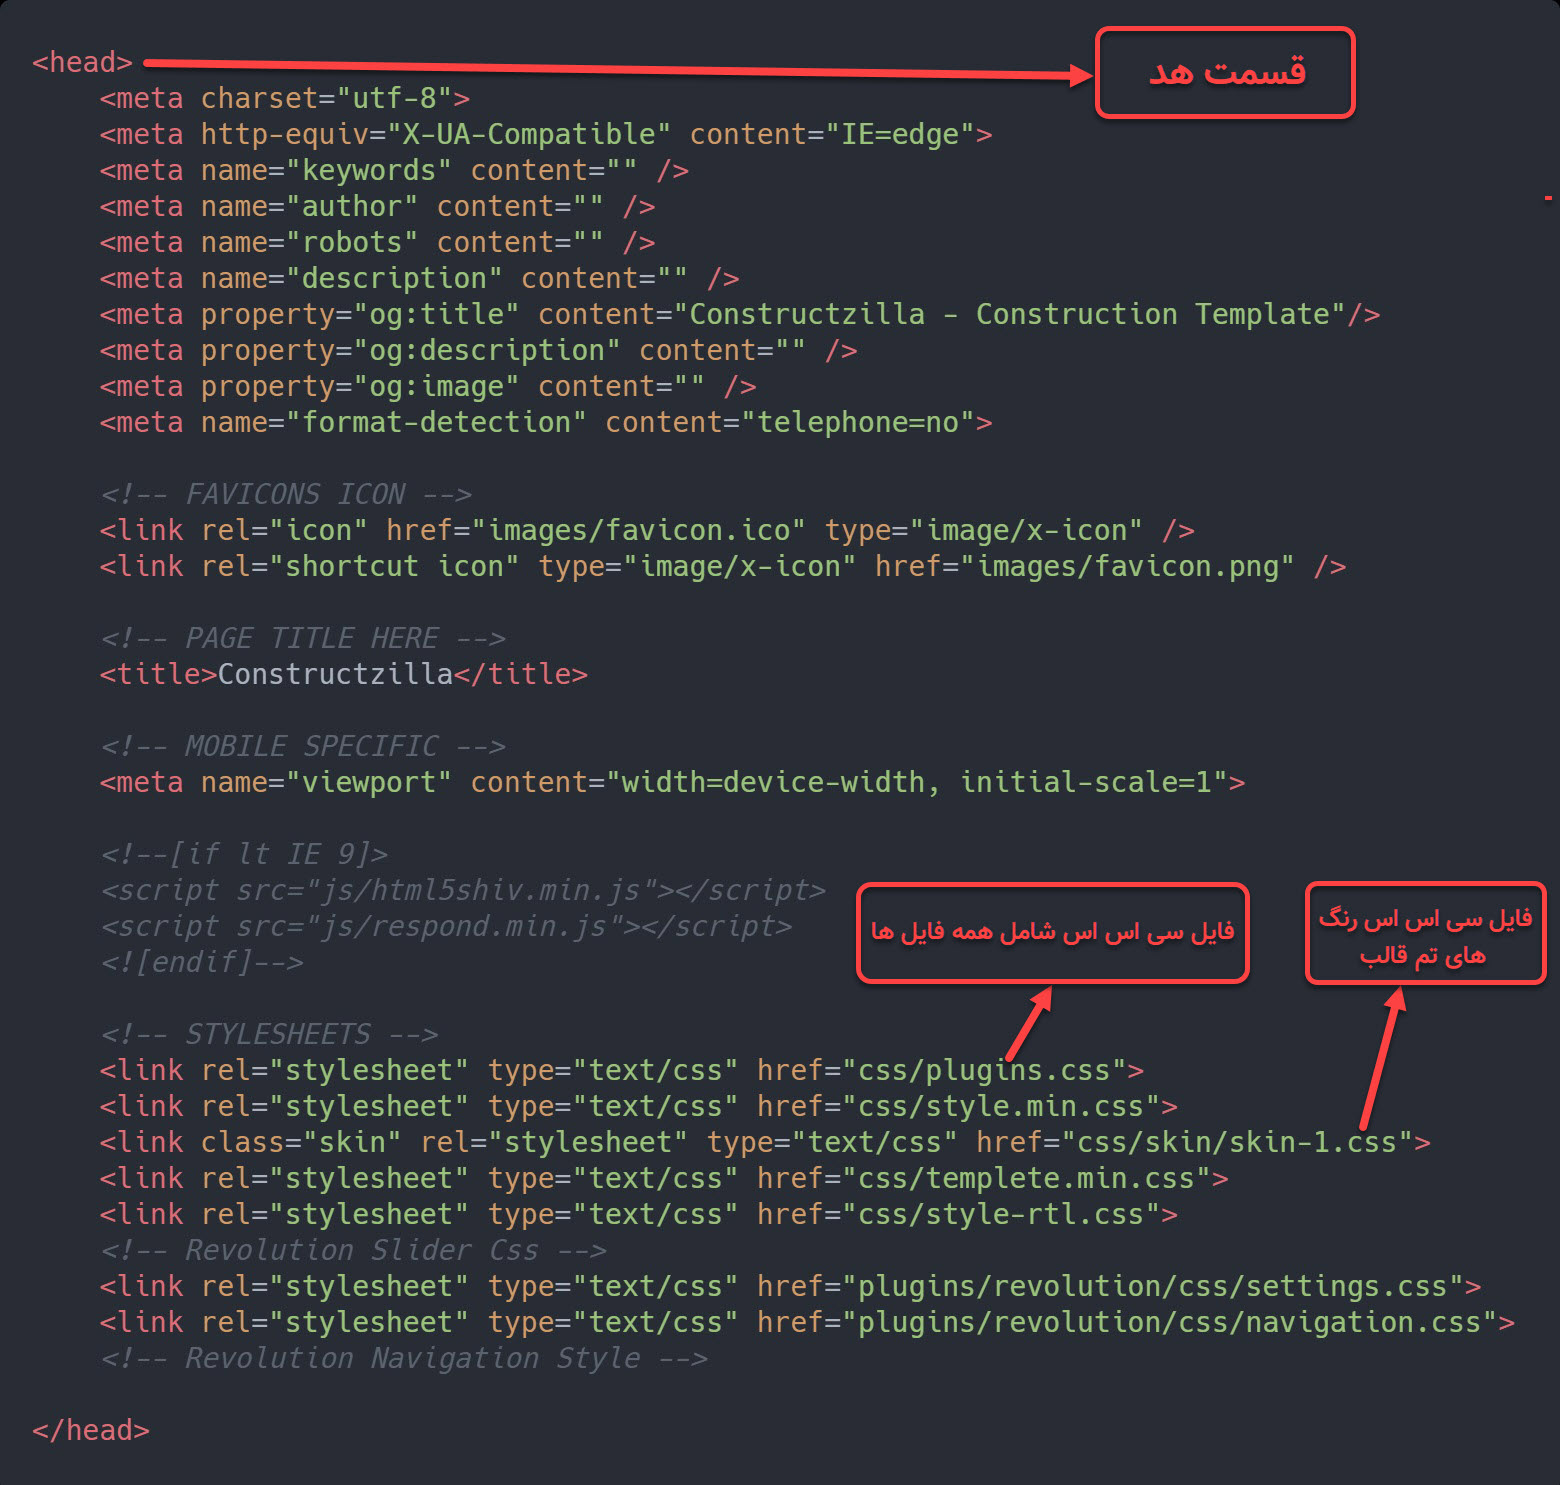 <head>
قسمت هد
<meta charset="utf-8">
<meta http-equiv="X-UA-Compatible" content="IE=edge">
<meta name="keywords" content="" />
<meta name="author" content="" />
<meta name="robots" content="" />
<meta name="description" content="" />
<meta property="og:title" content="Constructzilla - Construction Template"/>
<meta property="og:description" content="" />
<meta property="og:image" content="" />
<meta name="format-detection" content="telephone=no">
<!-- FAVICONS ICON -->
<link rel="icon" href="images/favicon.ico" type="image/x-icon" />
<link rel="shortcut icon" type="image/x-icon" href="images/favicon.png" />
<!-- PAGE TITLE HERE -->
<title>Constructzilla</title>
<!-- MOBILE SPECIFIC -->
<meta name="viewport" content="width=device-width, initial-scale=1">
<!--[if lt IE 9]>
<script src="js/html5shiv.min.js"></script>
<script src="js/respond.min.js"></script>
<![endif]-->
فایل سی اس اس شامل همه فایل ها
فایل سی اس اس رنگ
های تم قالب
<!-- STYLESHEETS -->
<link rel="stylesheet" type="text/css" href="css/plugins.css">
<link rel="stylesheet" type="text/css" href="css/style.min.css">
<link class="skin" rel="stylesheet" type="text/css" href="css/skin/skin-1.css">
<link rel="stylesheet" type="text/css" href="css/templete.min.css">
<link rel="stylesheet" type="text/css" href="css/style-rtl.css">
<!-- Revolution Slider Css -->
<link rel="stylesheet" type="text/css" href="plugins/revolution/css/settings.css">
<link rel="stylesheet" type="text/css" href="plugins/revolution/css/navigation.css">
<!-- Revolution Navigation Style -->
</head>